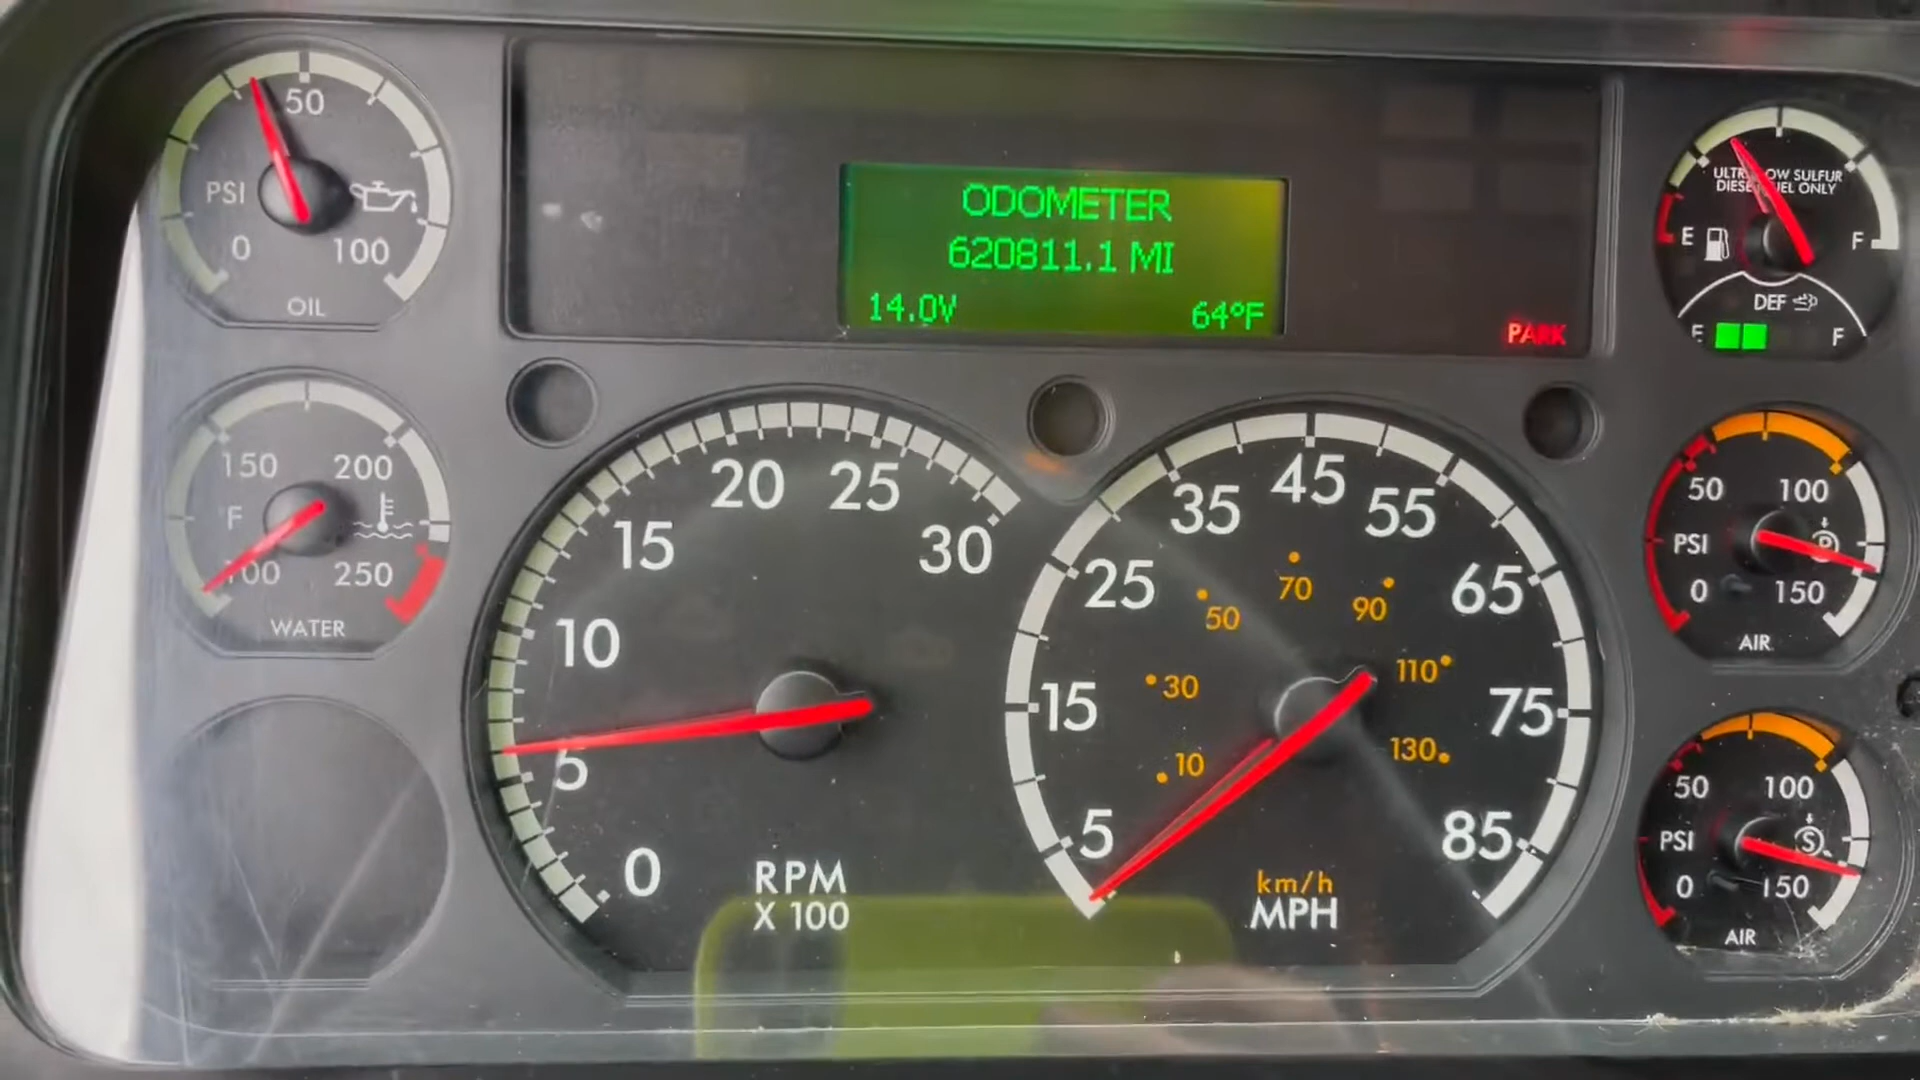 50
PSI
0
100
OIL
ODOMETER
620811.1 MI
14.0V
64°F
PARK
OW SULFUR
E
F
DEF
E
F
150
200
F
250
WATER
0
5
10
15
20
25
30
RPM
X 100
5
15
25
35
45
55
65
75
85
10
30
50
70
90
110
130
km/h
MPH
50
100
PSI
P
0
150
AIR
50
100
PSI
S
0
150
AIR